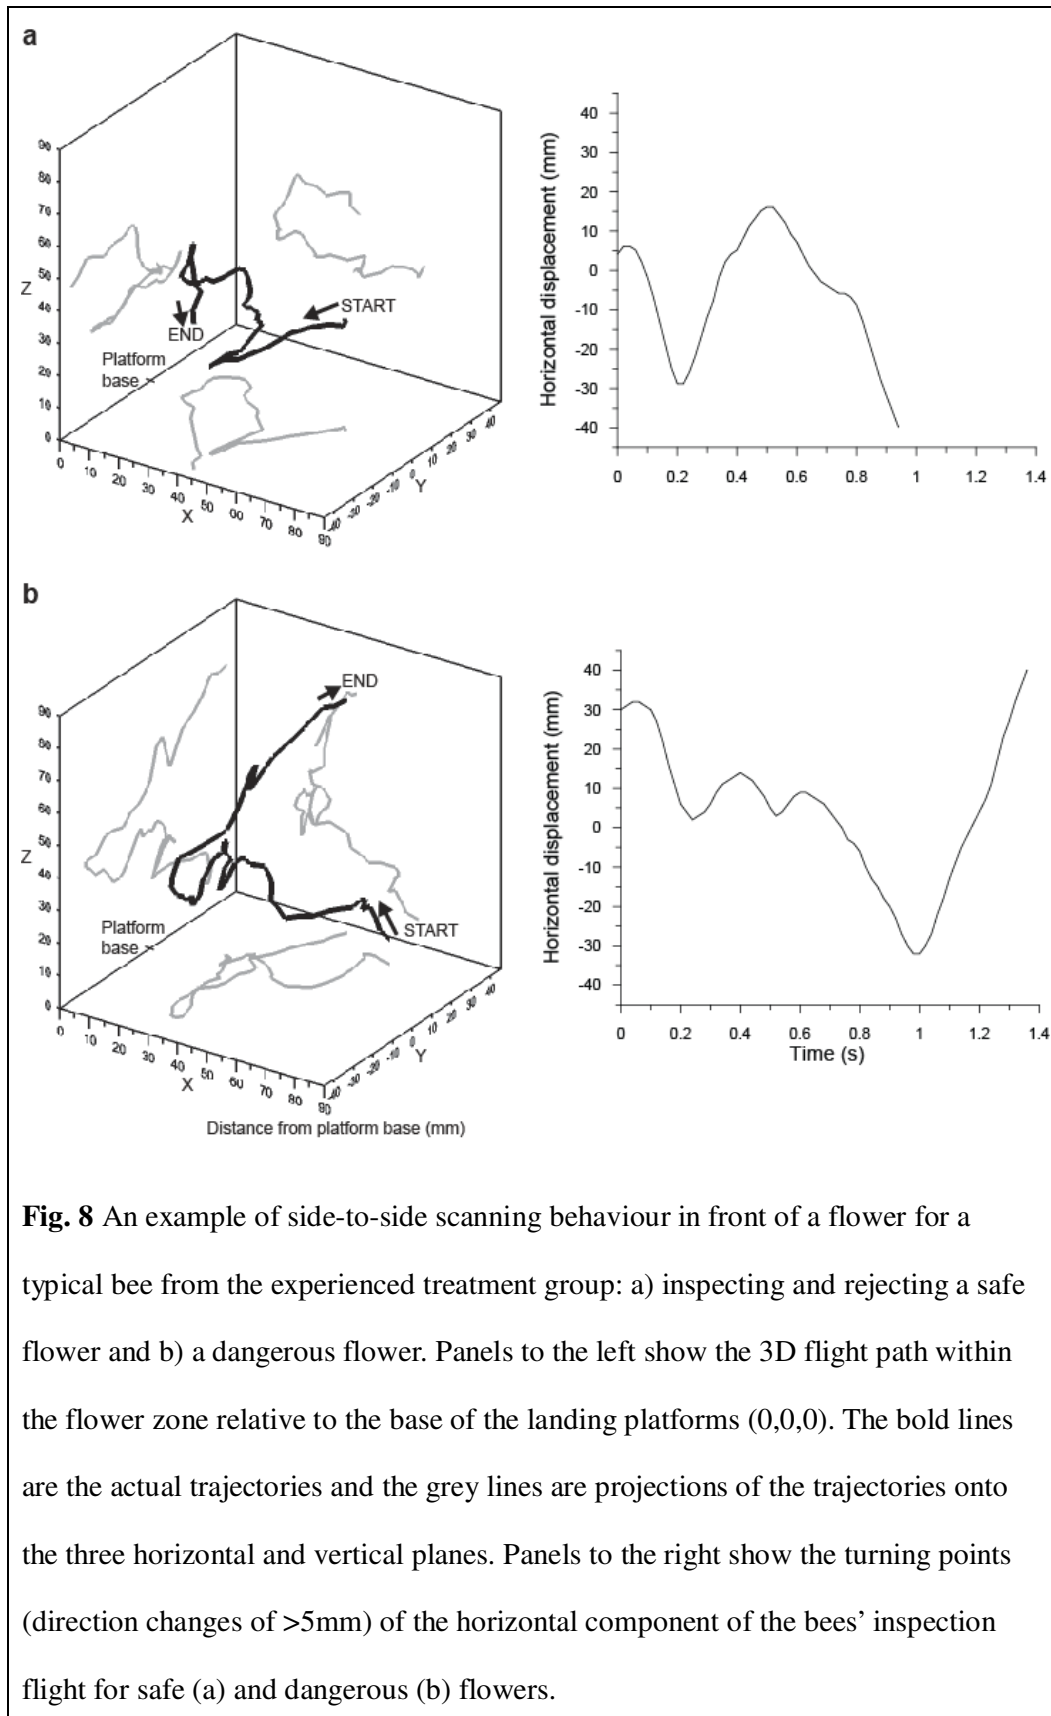 a
90
80
70
60
50
40
30
20
10
0
Z
START
END
Platform
base
0 10 20 30 40 50 60 70 80 90
X
-40 -30 -20 -10 0 10 20 30 40
Y
Horizontal displacement (mm)
40
30
20
10
0
-10
-20
-30
-40
0 0.2 0.4 0.6 0.8 1 1.2 1.4
b
90
80
70
60
50
40
30
20
10
0
Z
END
START
Platform
base
0 10 20 30 40 50 60 70 80 90
X
-40 -30 -20 -10 0 10 20 30 40
Y
Distance from platform base (mm)
Horizontal displacement (mm)
40
30
20
10
0
-10
-20
-30
-40
0 0.2 0.4 0.6 0.8 1 1.2 1.4
Time (s)
Fig. 8 An example of side-to-side scanning behaviour in front of a flower for a
typical bee from the experienced treatment group: a) inspecting and rejecting a safe
flower and b) a dangerous flower. Panels to the left show the 3D flight path within
the flower zone relative to the base of the landing platforms (0,0,0). The bold lines
are the actual trajectories and the grey lines are projections of the trajectories onto
the three horizontal and vertical planes. Panels to the right show the turning points
(direction changes of >5mm) of the horizontal component of the bees’ inspection
flight for safe (a) and dangerous (b) flowers.